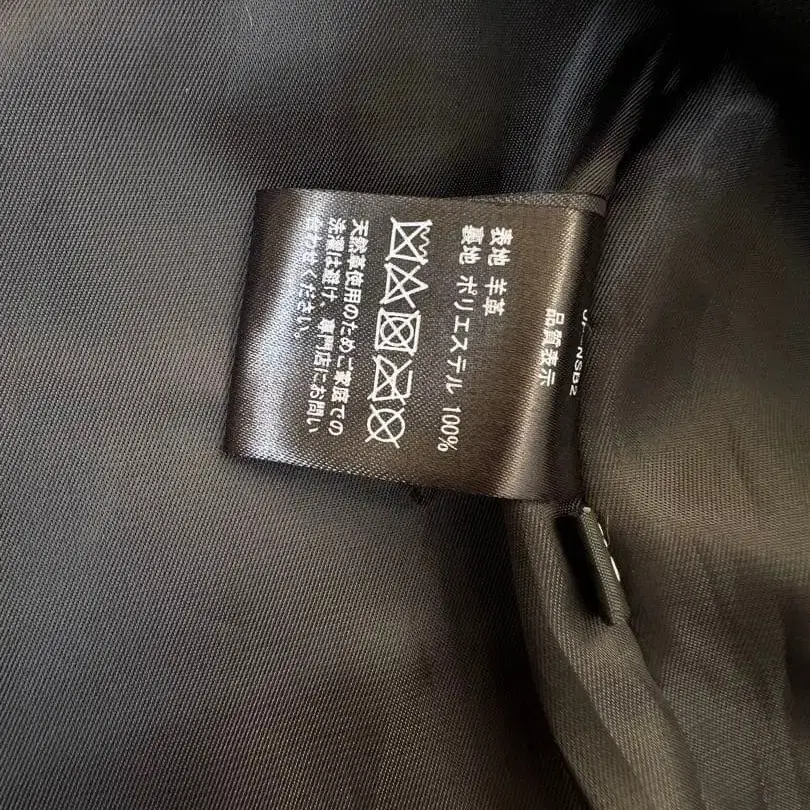 品質表示
表地 羊革
裏地 ポリエステル 100%
天然革使用のためご家庭での
洗濯は避け、専門店にお問い
合わせください。